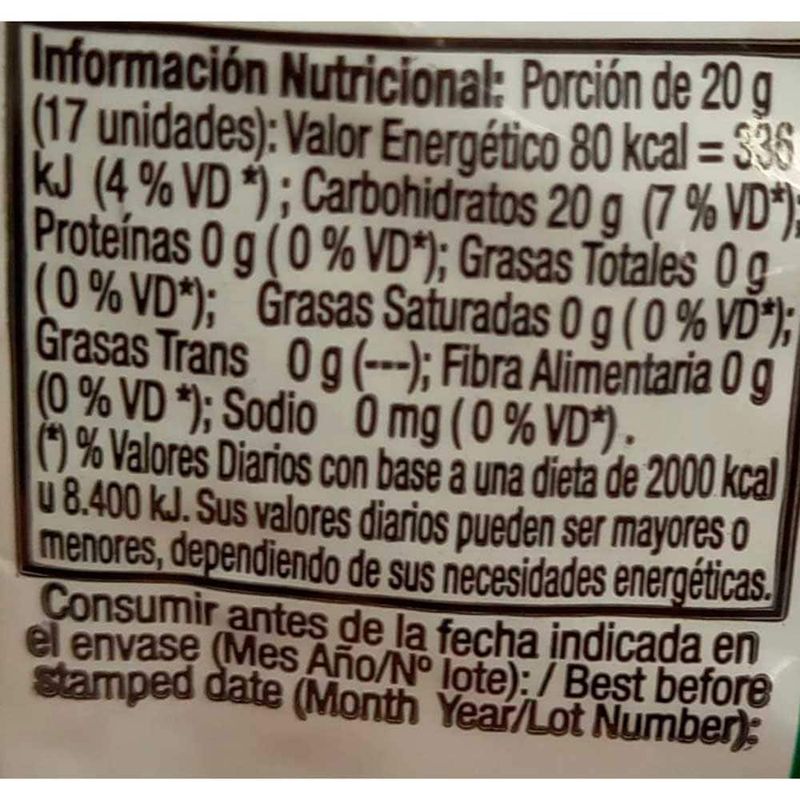 Información Nutricional: Porción de 20 g
(17 unidades): Valor Energético 80 kcal = 336
kJ (4 % VD *) ; Carbohidratos 20 g (7 % VD*);
Proteínas 0 g ( 0 % VD*); Grasas Totales 0 g
( 0 % VD*); Grasas Saturadas 0 g ( 0 % VD*);
Grasas Trans 0 g (---); Fibra Alimentaria 0 g
(0 % VD *); Sodio 0 mg ( 0 % VD*) .
(*) % Valores Diarios con base a una dieta de 2000 kcal
u 8.400 kJ. Sus valores diarios pueden ser mayores o
menores, dependiendo de sus necesidades energéticas.
Consumir antes de la fecha indicada en
el envase (Mes Año/Nº lote): / Best before
stamped date (Month Year/Lot Number):